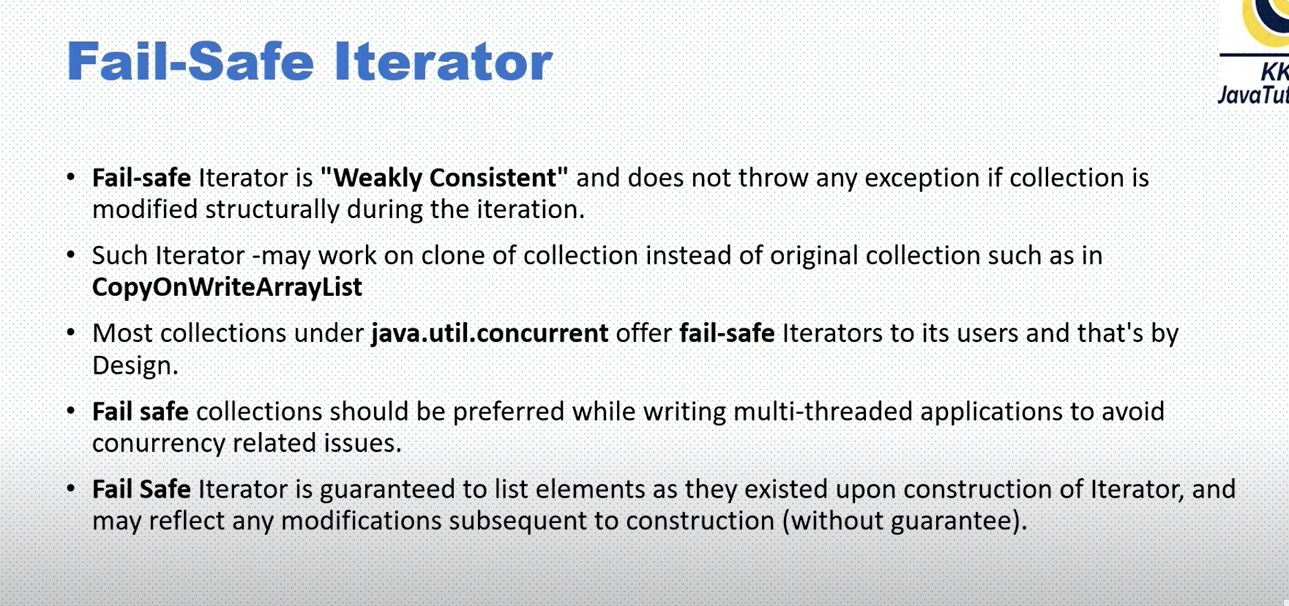 Fail-Safe Iterator
KK
JavaTut
• Fail-safe Iterator is "Weakly Consistent" and does not throw any exception if collection is
modified structurally during the iteration.
• Such Iterator -may work on clone of collection instead of original collection such as in
CopyOnWriteArrayList
• Most collections under java.util.concurrent offer fail-safe Iterators to its users and that's by
Design.
• Fail safe collections should be preferred while writing multi-threaded applications to avoid
conurrency related issues.
• Fail Safe Iterator is guaranteed to list elements as they existed upon construction of Iterator, and
may reflect any modifications subsequent to construction (without guarantee).